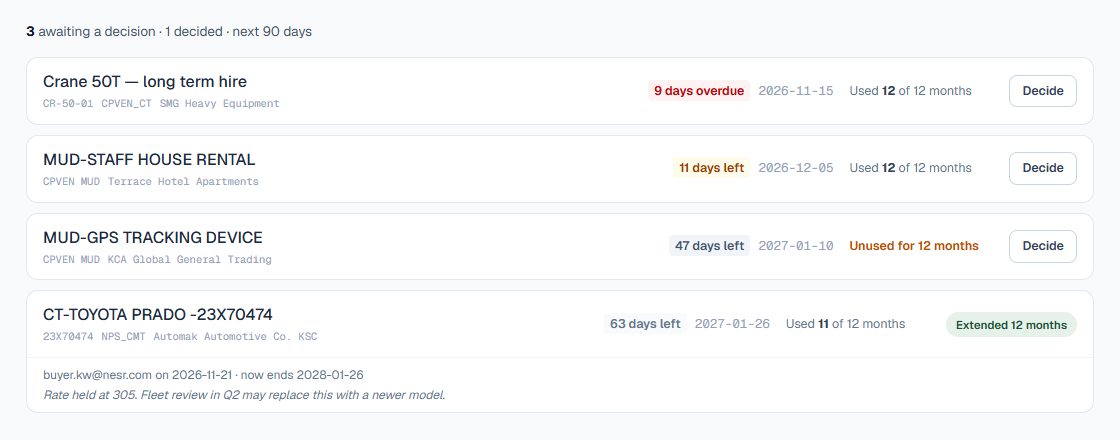 3 awaiting a decision · 1 decided · next 90 days
Crane 50T — long term hire
CR-50-01 CPVEN_CT SMG Heavy Equipment
9 days overdue 2026-11-15 Used 12 of 12 months Decide
MUD-STAFF HOUSE RENTAL
CPVEN MUD Terrace Hotel Apartments
11 days left 2026-12-05 Used 12 of 12 months Decide
MUD-GPS TRACKING DEVICE
CPVEN MUD KCA Global General Trading
47 days left 2027-01-10 Unused for 12 months Decide
CT-TOYOTA PRADO -23X70474
23X70474 NPS_CMT Automak Automotive Co. KSC
63 days left 2027-01-26 Used 11 of 12 months Extended 12 months
buyer.kw@nesr.com on 2026-11-21 · now ends 2028-01-26
Rate held at 305. Fleet review in Q2 may replace this with a newer model.